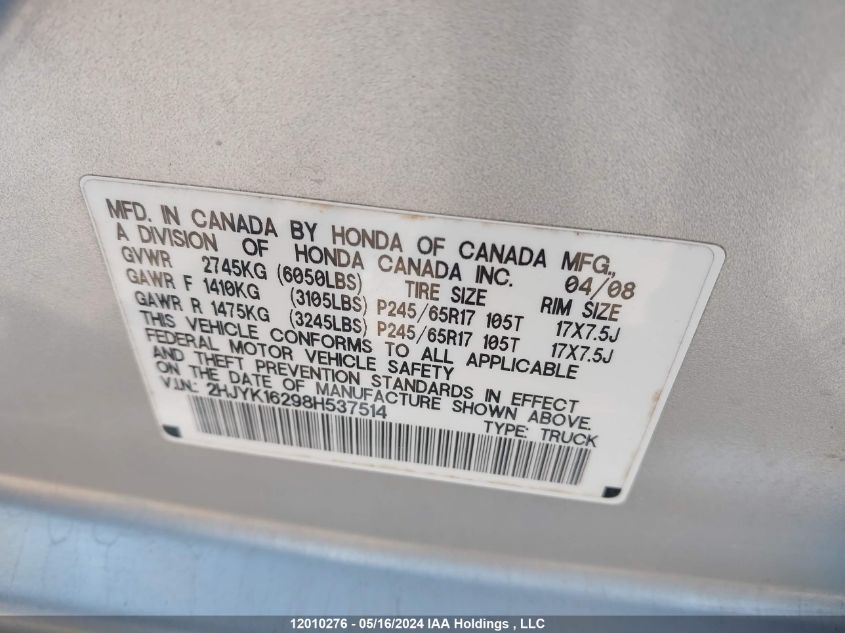 MFD. IN CANADA BY HONDA OF CANADA MFG.,
A DIVISION OF HONDA CANADA INC. 04/08
GVWR 2745KG (6050LBS) TIRE SIZE RIM SIZE
GAWR F 1410KG (3105LBS) P245/65R17 105T 17X7.5J
GAWR R 1475KG (3245LBS) P245/65R17 105T 17X7.5J
THIS VEHICLE CONFORMS TO ALL APPLICABLE
FEDERAL MOTOR VEHICLE SAFETY
AND THEFT PREVENTION STANDARDS IN EFFECT
ON THE DATE OF MANUFACTURE SHOWN ABOVE.
V.I.N.: 2HJYK16298H537514 TYPE: TRUCK
12010276 - 05/16/2024 IAA Holdings , LLC